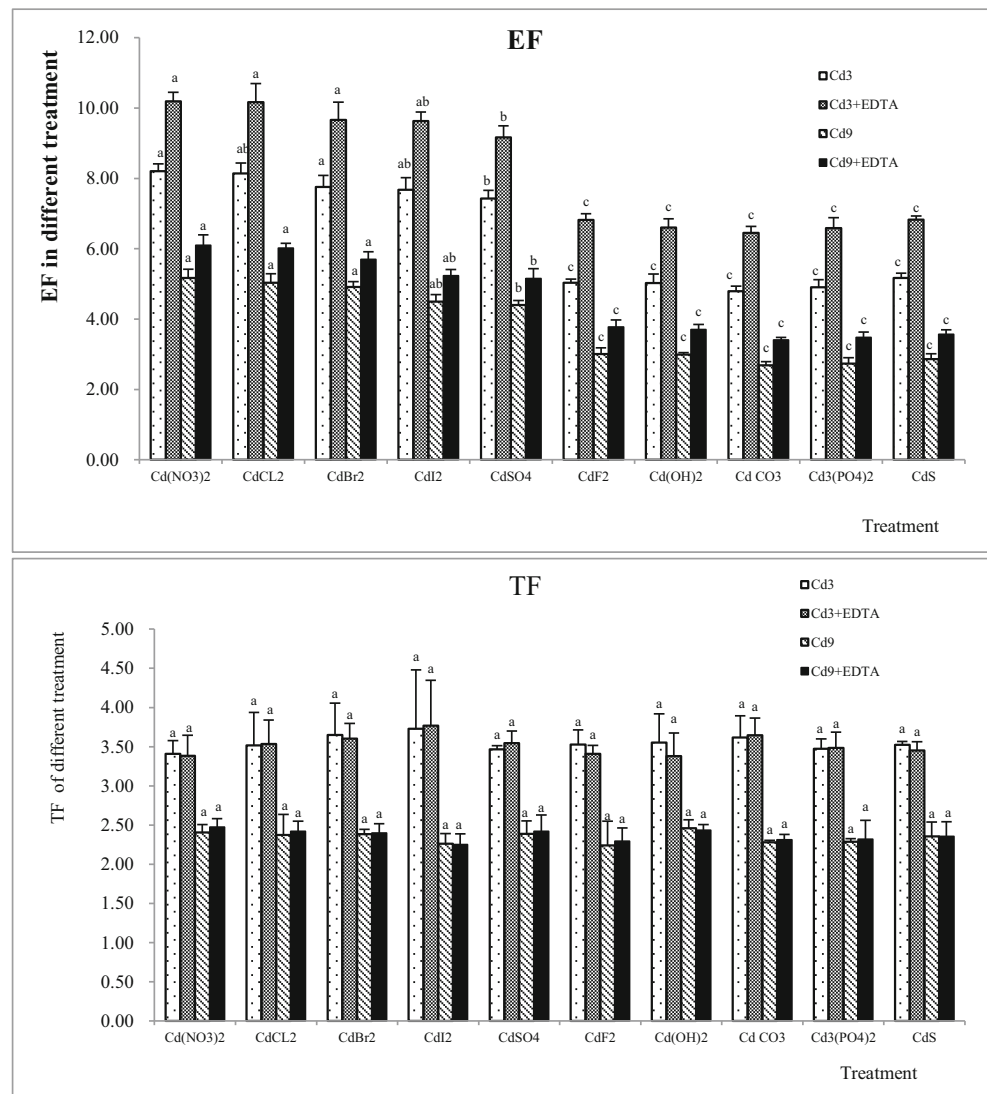 EF
EF in different treatment
12.00
10.00
8.00
6.00
4.00
2.00
0.00
Cd3
Cd3+EDTA
Cd9
Cd9+EDTA
a a a a
ab a a a
a a a a
ab ab ab ab
b b b b
c c c c
c c c c
c c c c
c c c c
c c c c
Cd(NO3)2 CdCL2 CdBr2 CdI2 CdSO4 CdF2 Cd(OH)2 Cd CO3 Cd3(PO4)2 CdS
Treatment
TF
TF of different treatment
5.00
4.50
4.00
3.50
3.00
2.50
2.00
1.50
1.00
0.50
0.00
Cd3
Cd3+EDTA
Cd9
Cd9+EDTA
a a a a
a a a a
a a a a
a a a a
a a a a
a a a a
a a a a
a a a a
a a a a
a a a a
Cd(NO3)2 CdCL2 CdBr2 CdI2 CdSO4 CdF2 Cd(OH)2 Cd CO3 Cd3(PO4)2 CdS
Treatment